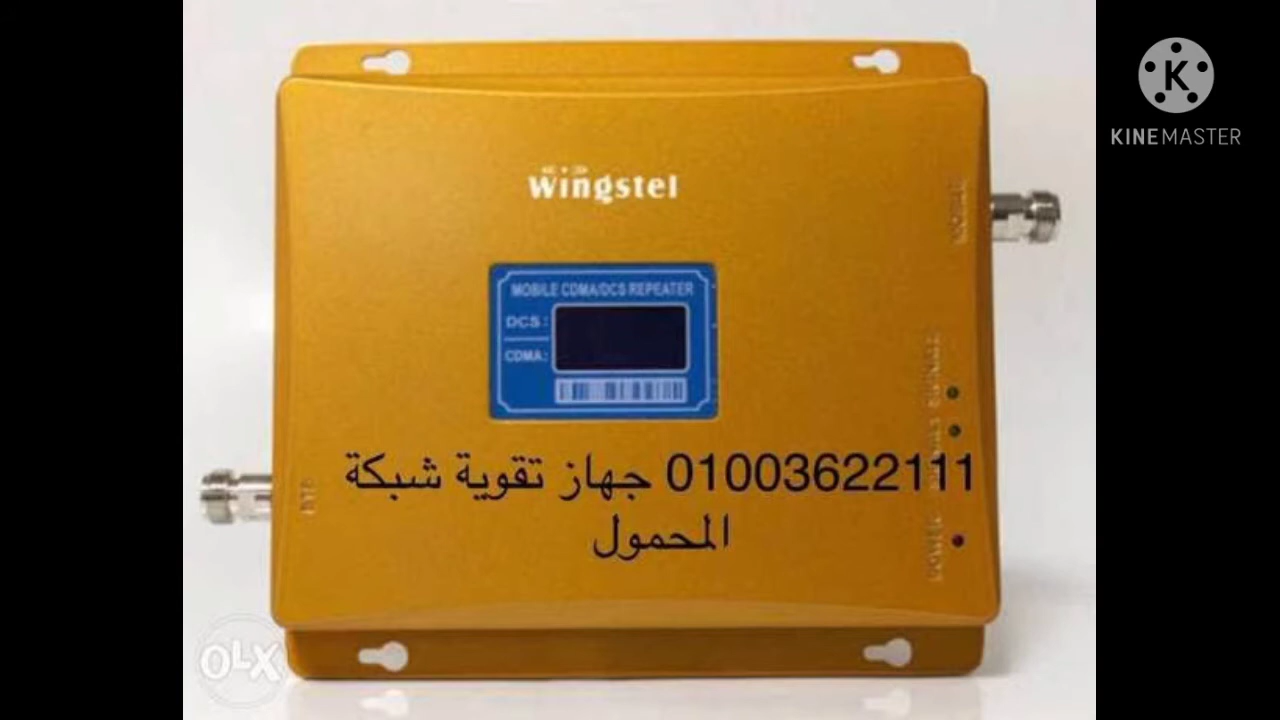 K
KINEMASTER
Wingstel
MOBILE CDMA/DCS REPEATER
DCS :
CDMA :
01003622111 جهاز تقوية شبكة
المحمول
OLX